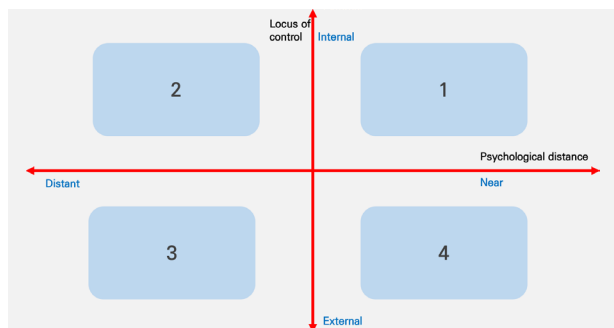 Locus of
control
Internal
2
1
Psychological distance
Distant
Near
3
4
External